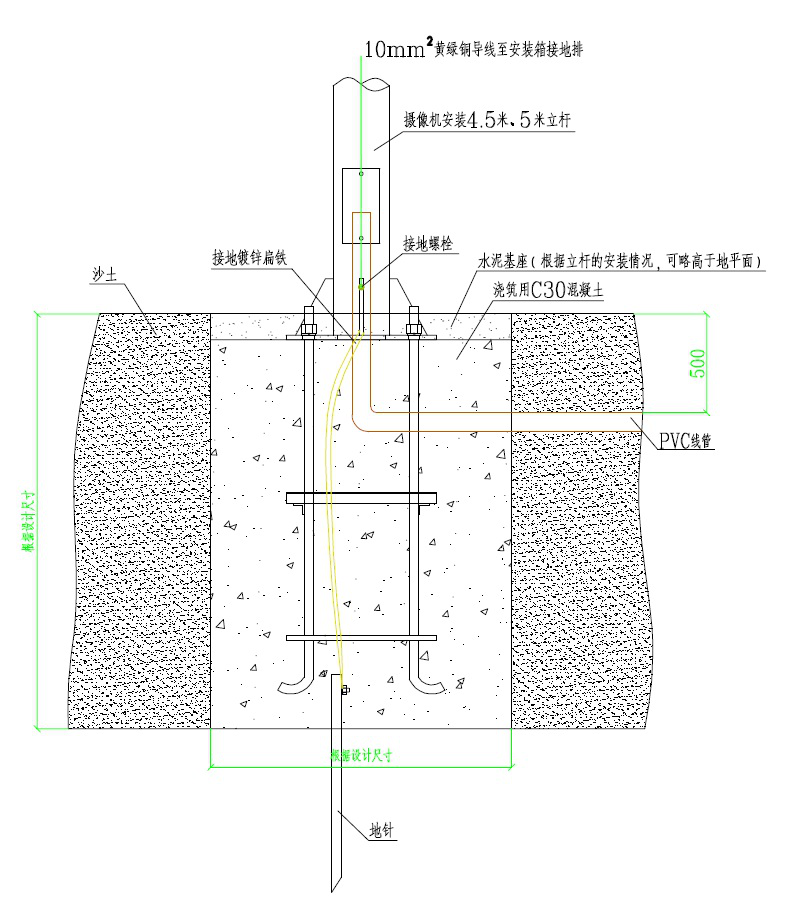 10mm²黄绿铜导线至安装箱接地排
摄像机安装4.5米、5米立杆
接地螺栓
接地镀锌扁铁
水泥基座(根据立杆的安装情况,可略高于地平面)
沙土
浇筑用C30混凝土
500
PVC线管
根据设计尺寸
根据设计尺寸
地针